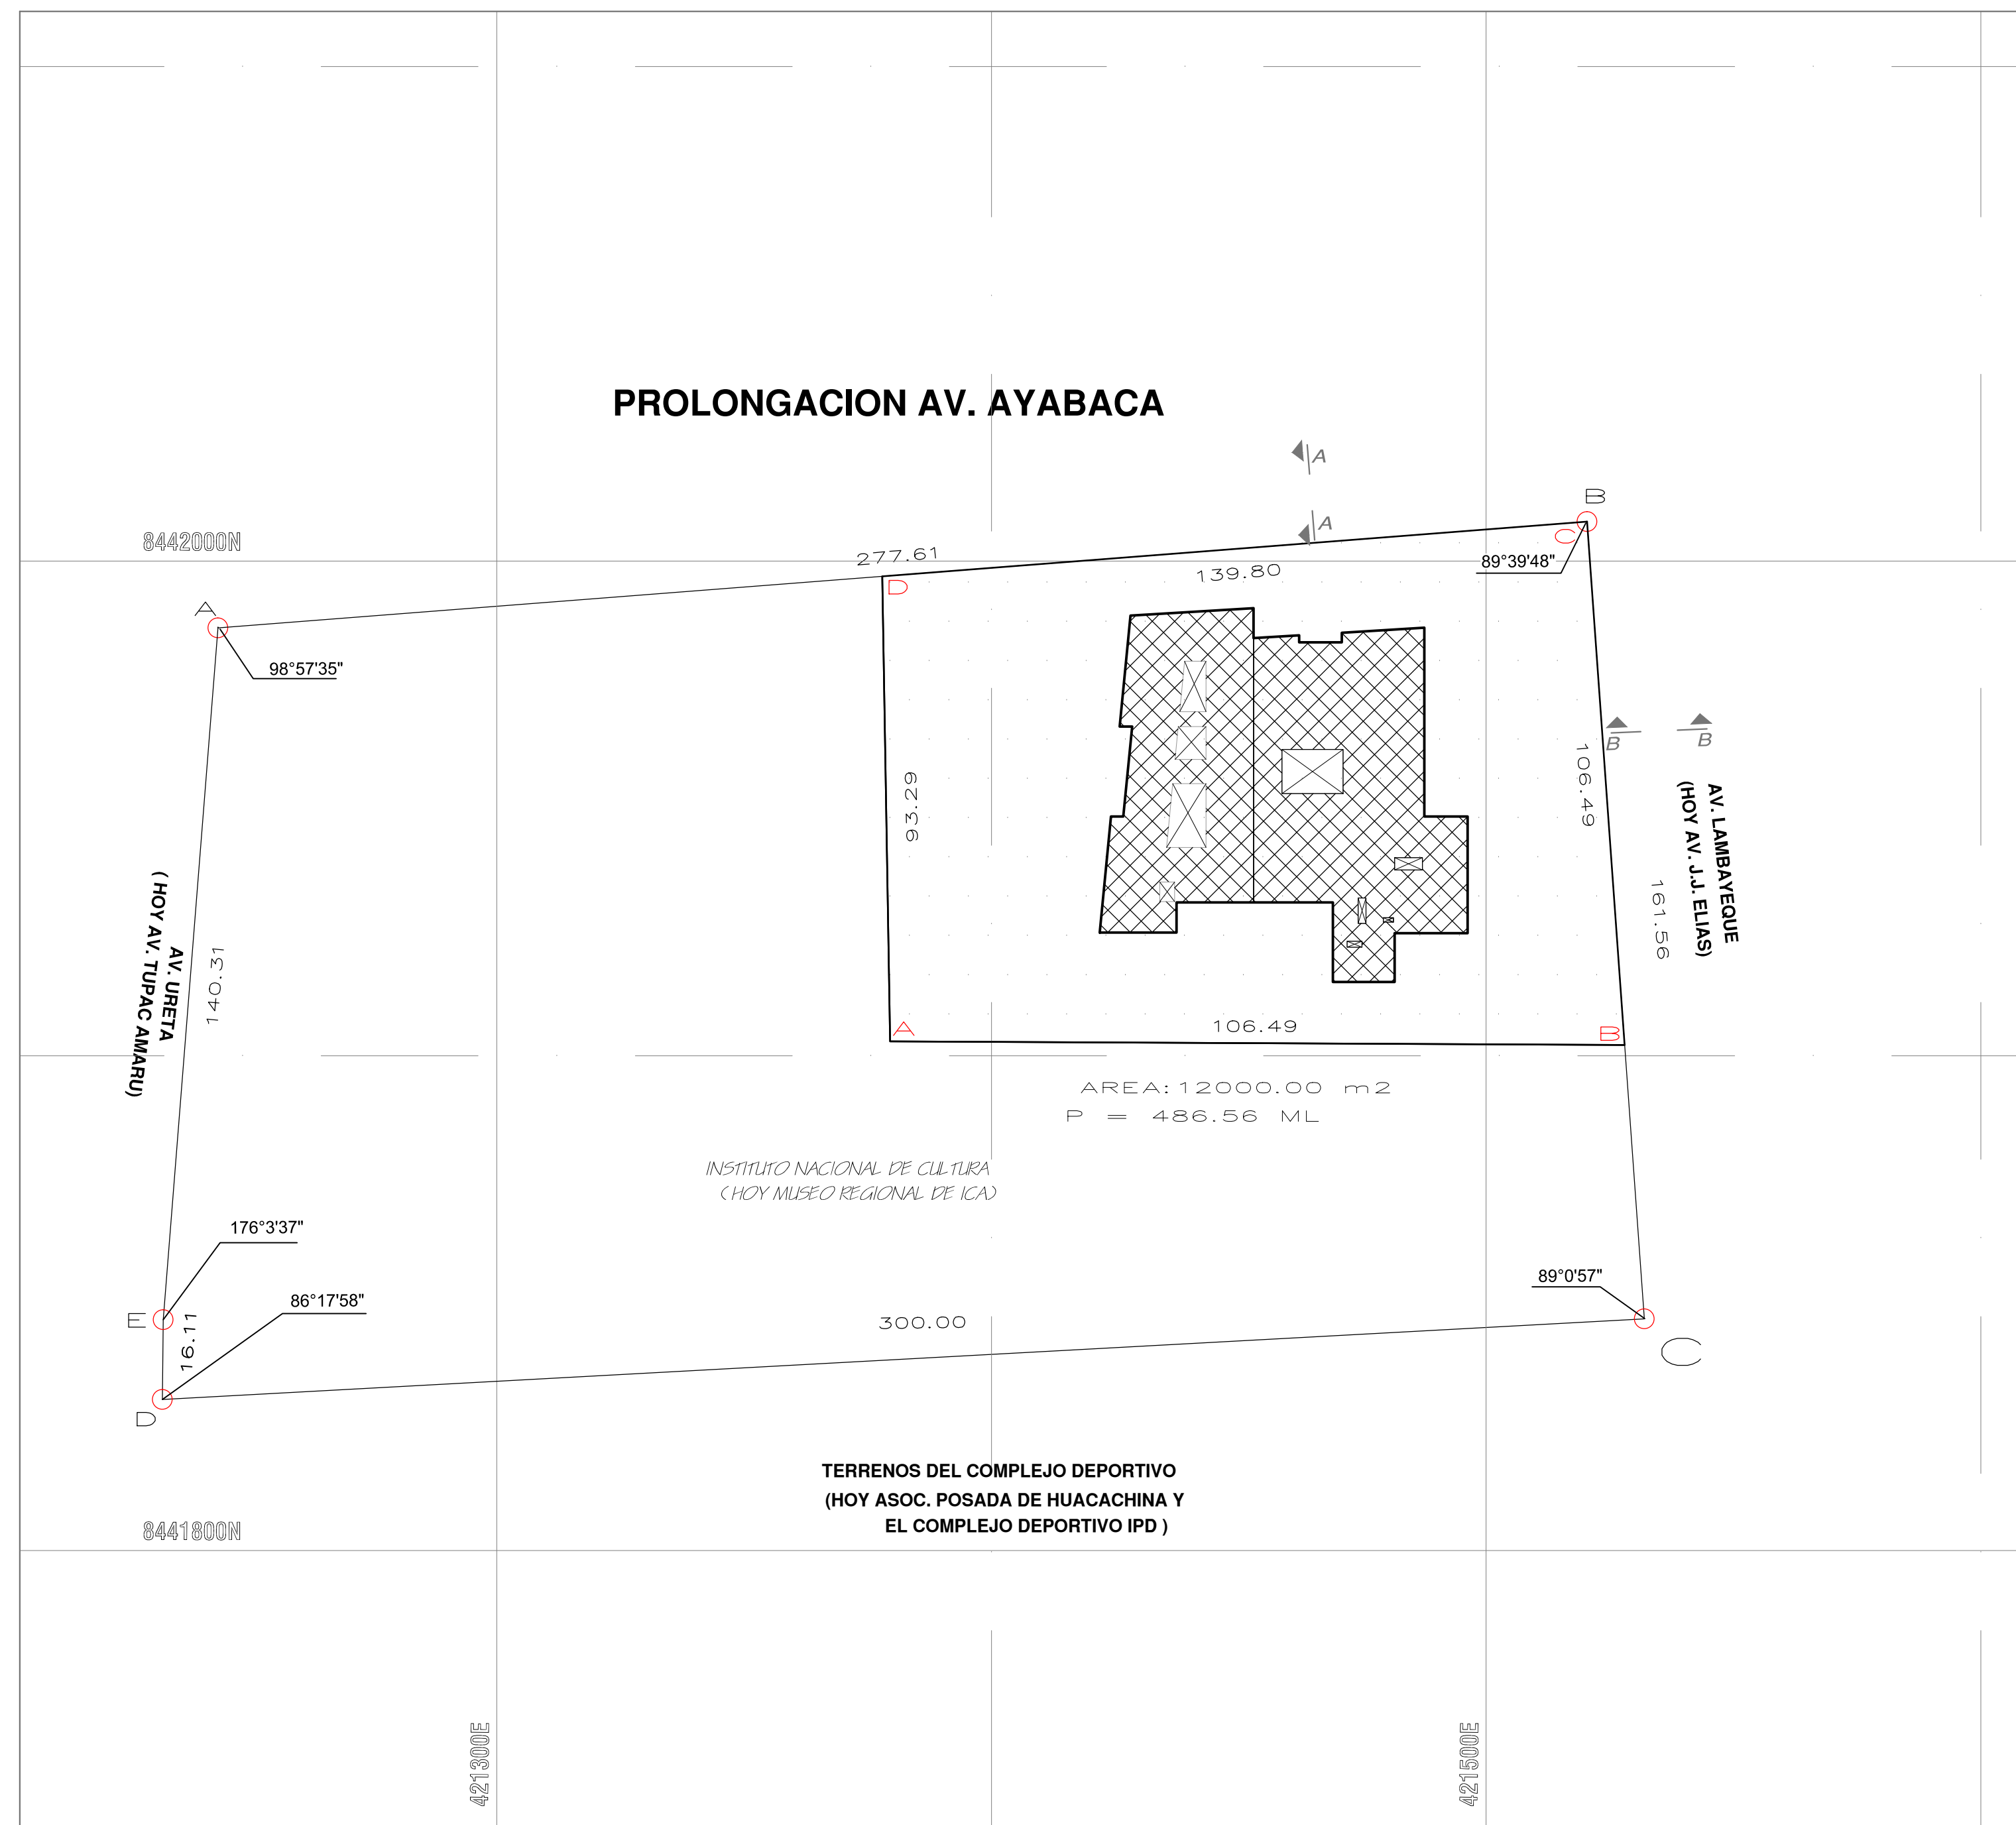 PROLONGACION AV. AYABACA
A
A
B
8442000N
277.61
C
89°39'48"
139.80
D
A
98°57'35"
B
B
106.49
93.29
AV. LAMBAYEQUE
(HOY AV. J.J. ELIAS)
161.56
AV. URETA
( HOY AV. TUPAC AMARU)
140.31
A
106.49
B
AREA:12000.00 m2
P = 486.56 ML
INSTITUTO NACIONAL DE CULTURA
( HOY MUSEO REGIONAL DE ICA)
176°3'37"
86°17'58"
89°0'57"
E
16.11
300.00
C
D
TERRENOS DEL COMPLEJO DEPORTIVO
(HOY ASOC. POSADA DE HUACACHINA Y
EL COMPLEJO DEPORTIVO IPD )
8441800N
421300E
421500E